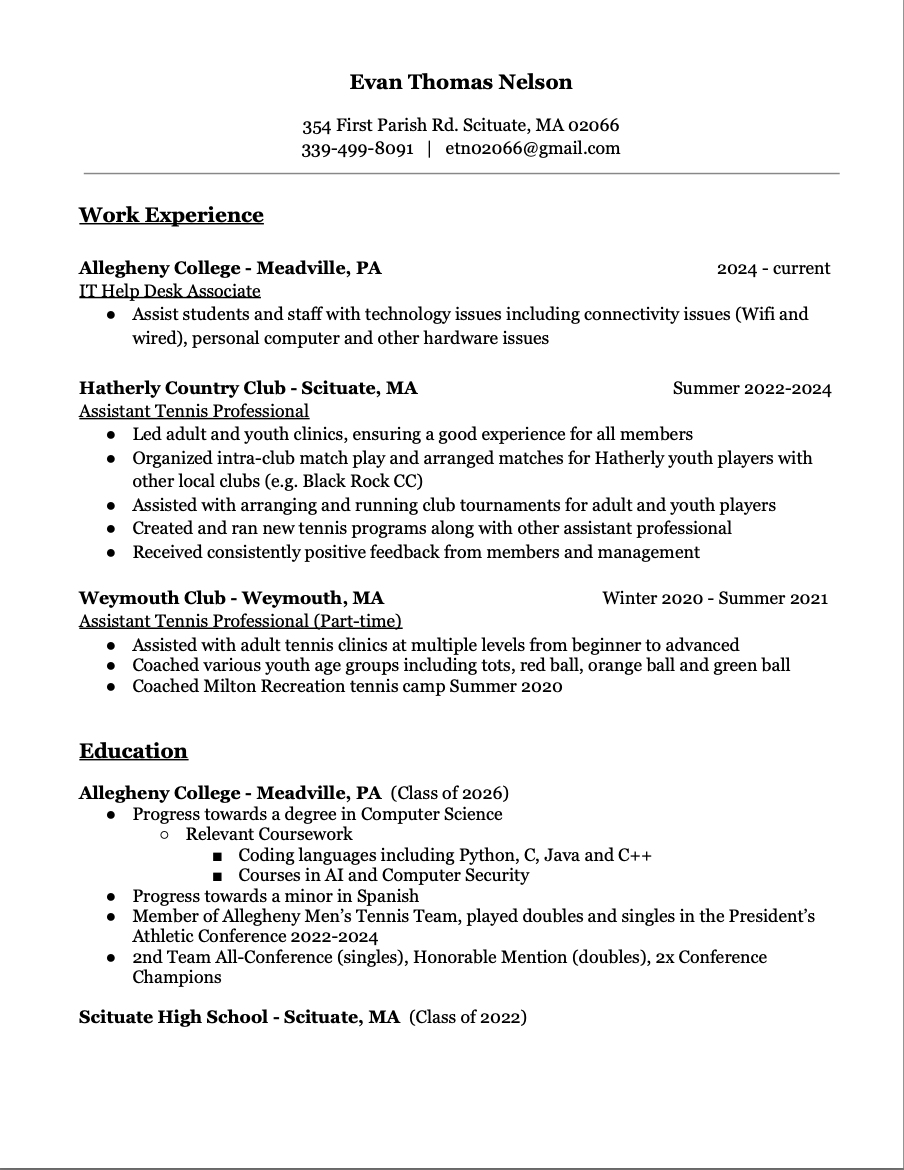 Evan Thomas Nelson
354 First Parish Rd. Scituate, MA 02066
339-499-8091 | etn02066@gmail.com
Work Experience
Allegheny College - Meadville, PA 2024 - current
IT Help Desk Associate
● Assist students and staff with technology issues including connectivity issues (Wifi and
wired), personal computer and other hardware issues
Hatherly Country Club - Scituate, MA Summer 2022-2024
Assistant Tennis Professional
● Led adult and youth clinics, ensuring a good experience for all members
● Organized intra-club match play and arranged matches for Hatherly youth players with
other local clubs (e.g. Black Rock CC)
● Assisted with arranging and running club tournaments for adult and youth players
● Created and ran new tennis programs along with other assistant professional
● Received consistently positive feedback from members and management
Weymouth Club - Weymouth, MA Winter 2020 - Summer 2021
Assistant Tennis Professional (Part-time)
● Assisted with adult tennis clinics at multiple levels from beginner to advanced
● Coached various youth age groups including tots, red ball, orange ball and green ball
● Coached Milton Recreation tennis camp Summer 2020
Education
Allegheny College - Meadville, PA (Class of 2026)
● Progress towards a degree in Computer Science
○ Relevant Coursework
■ Coding languages including Python, C, Java and C++
■ Courses in AI and Computer Security
● Progress towards a minor in Spanish
● Member of Allegheny Men’s Tennis Team, played doubles and singles in the President’s
Athletic Conference 2022-2024
● 2nd Team All-Conference (singles), Honorable Mention (doubles), 2x Conference
Champions
Scituate High School - Scituate, MA (Class of 2022)